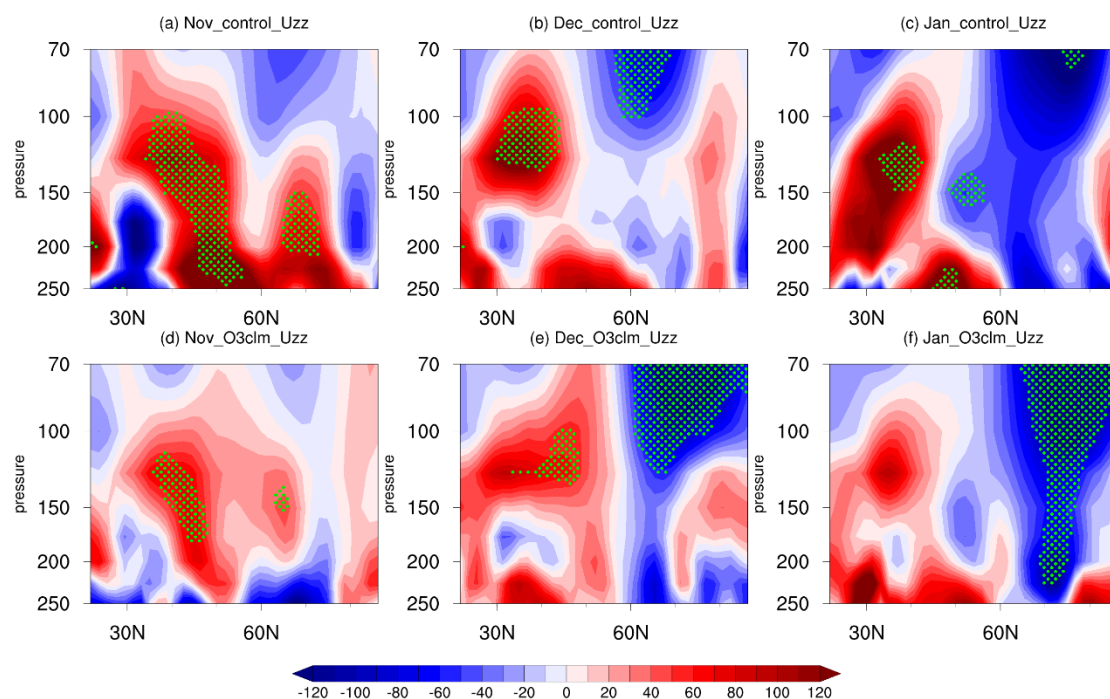 (a) Nov_control_Uzz
(b) Dec_control_Uzz
(c) Jan_control_Uzz
70
100
150
200
250
pressure
30N
60N
70
100
150
200
250
pressure
30N
60N
70
100
150
200
250
pressure
30N
60N
(d) Nov_O3clm_Uzz
(e) Dec_O3clm_Uzz
(f) Jan_O3clm_Uzz
70
100
150
200
250
pressure
30N
60N
70
100
150
200
250
pressure
30N
60N
70
100
150
200
250
pressure
30N
60N
-120 -100 -80 -60 -40 -20 0 20 40 60 80 100 120